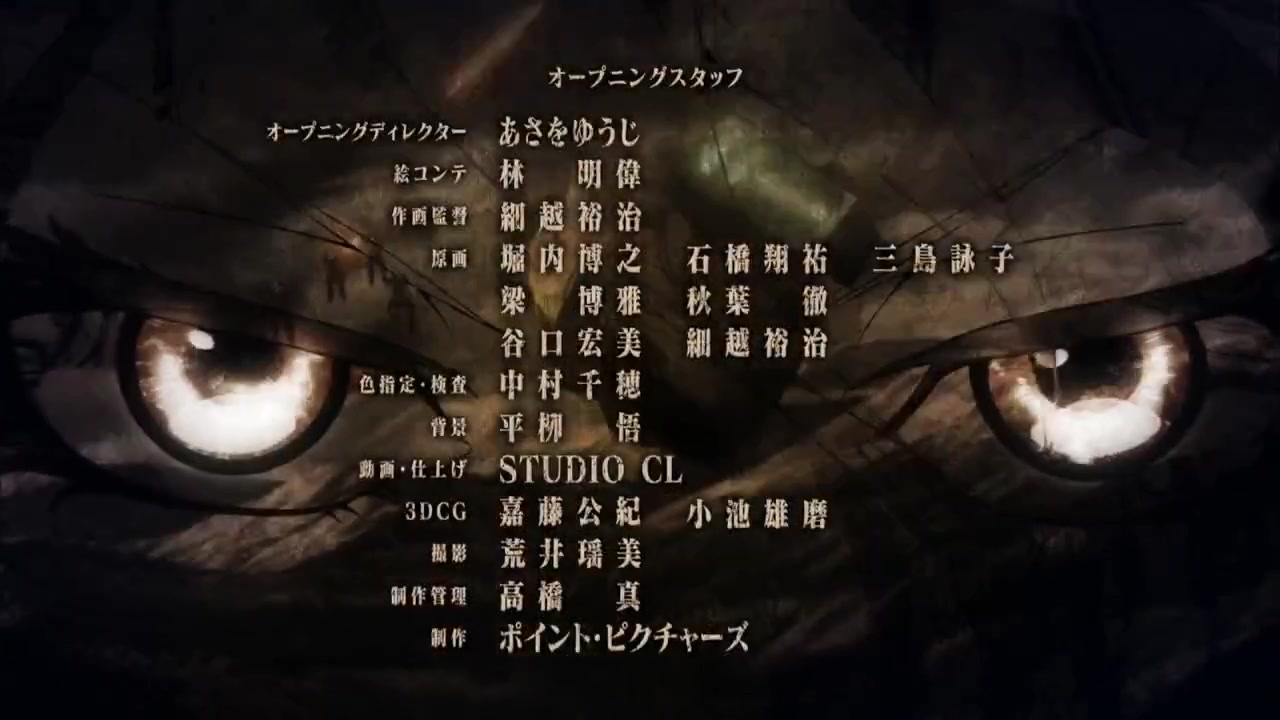 オープニングスタッフ
オープニングディレクター あさをゆうじ
絵コンテ 林 明偉
作画監督 細越裕治
原画 堀内博之 石橋翔祐 三島詠子
梁 博雅 秋葉 徹
谷口宏美 細越裕治
色指定・検査 中村千穂
背景 平柳 悟
動画・仕上げ STUDIO CL
3DCG 嘉藤公紀 小池雄磨
撮影 荒井瑶美
制作管理 高橋 真
制作 ポイント・ピクチャーズ